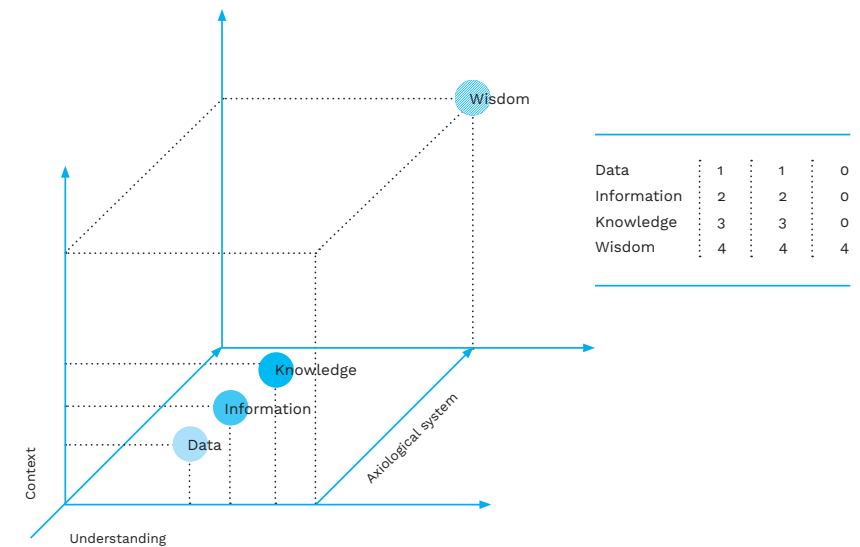 Wisdom
Data 1 1 0
Information 2 2 0
Knowledge 3 3 0
Wisdom 4 4 4
Knowledge
Information
Data
Axiological system
Context
Understanding